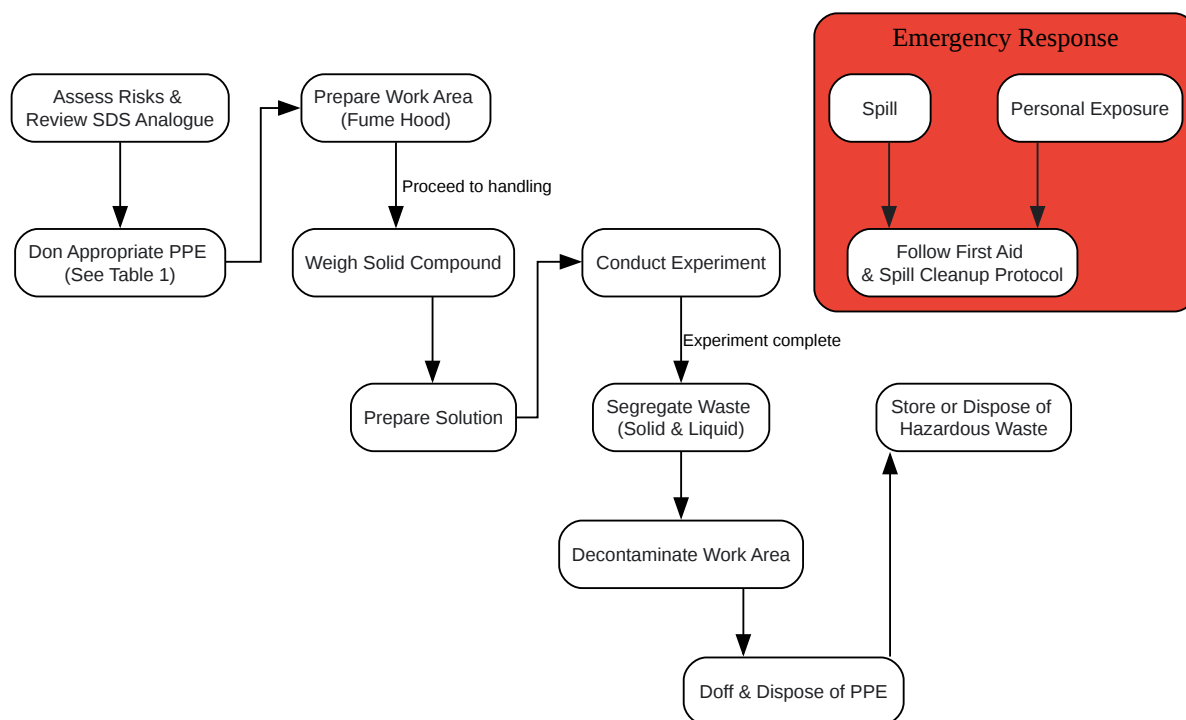 Emergency Response
Assess Risks &
Review SDS Analogue
Prepare Work Area
(Fume Hood)
Spill
Personal Exposure
Proceed to handling
Don Appropriate PPE
(See Table 1)
Weigh Solid Compound
Conduct Experiment
Follow First Aid
& Spill Cleanup Protocol
Experiment complete
Prepare Solution
Segregate Waste
(Solid & Liquid)
Store or Dispose of
Hazardous Waste
Decontaminate Work Area
Doff & Dispose of PPE